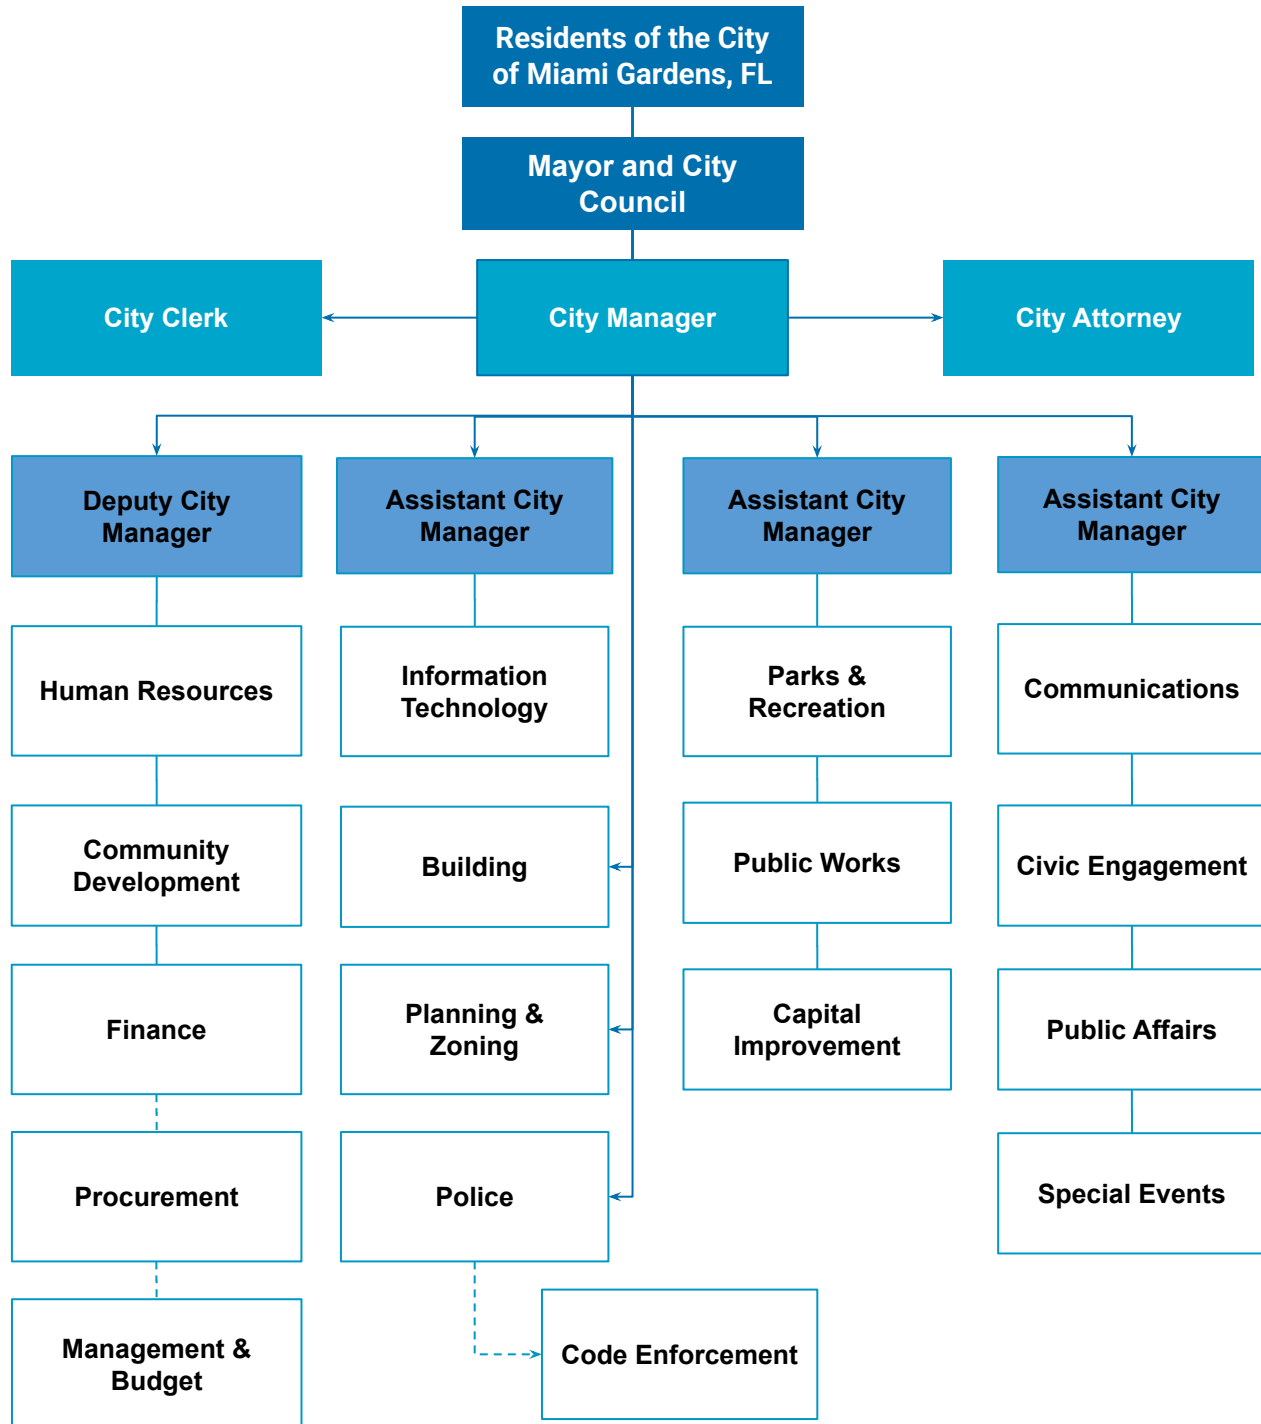 Residents of the City
of Miami Gardens, FL
Mayor and City
Council
City Clerk
City Manager
City Attorney
Deputy City
Manager
Assistant City
Manager
Assistant City
Manager
Assistant City
Manager
Human Resources
Information
Technology
Parks &
Recreation
Communications
Community
Development
Building
Public Works
Civic Engagement
Finance
Planning &
Zoning
Capital
Improvement
Public Affairs
Procurement
Police
Special Events
Management &
Budget
Code Enforcement